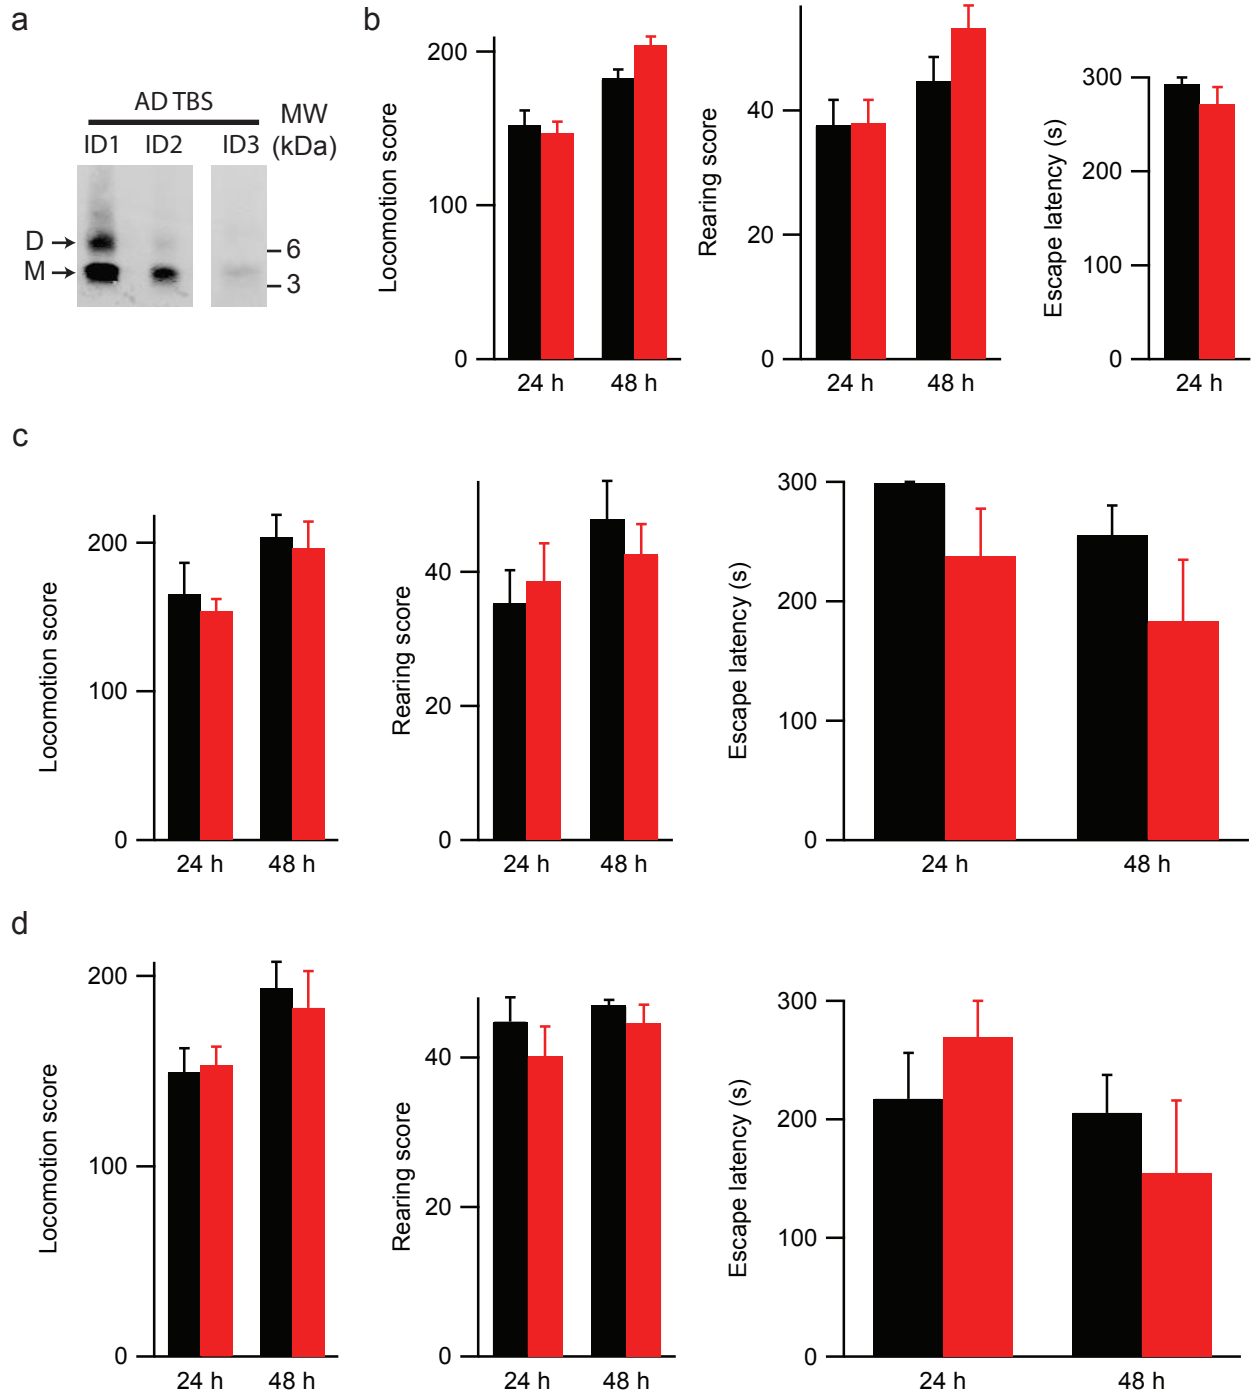 a
AD TBS
MW
(kDa)
ID1 ID2 ID3
D
M
6
3
b
Locomotion score
200
100
0
24 h 48 h
Rearing score
40
20
0
24 h 48 h
Escape latency (s)
300
200
100
0
24 h
c
Locomotion score
200
100
0
24 h 48 h
Rearing score
40
20
0
24 h 48 h
Escape latency (s)
300
200
100
0
24 h 48 h
d
Locomotion score
200
100
0
24 h 48 h
Rearing score
40
20
0
24 h 48 h
Escape latency (s)
300
200
100
0
24 h 48 h